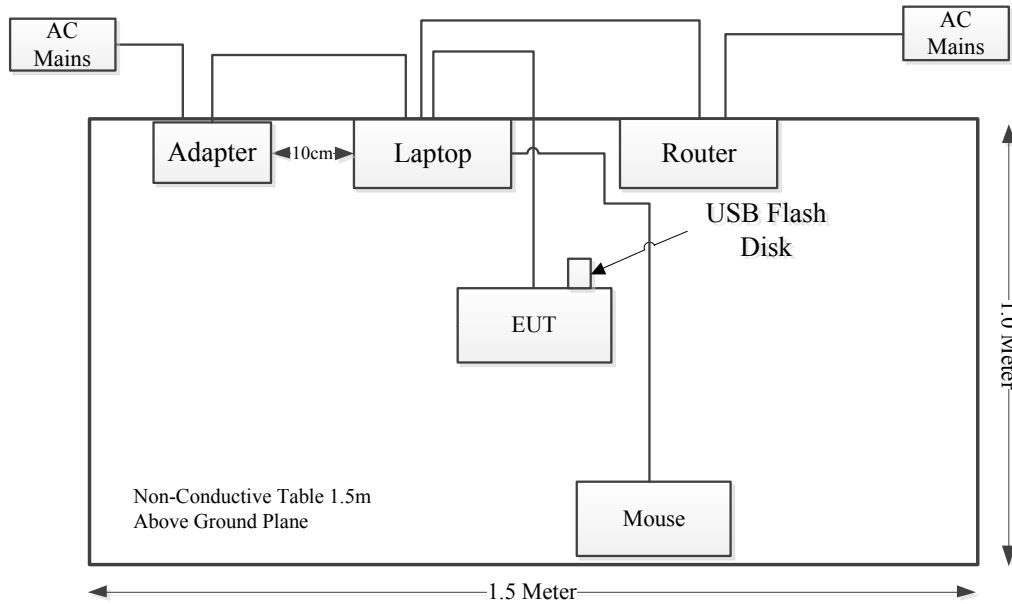 AC
Mains
AC
Mains
Adapter
10cm
Laptop
Router
USB Flash
Disk
EUT
1.0 Meter
Non-Conductive Table 1.5m
Above Ground Plane
Mouse
1.5 Meter